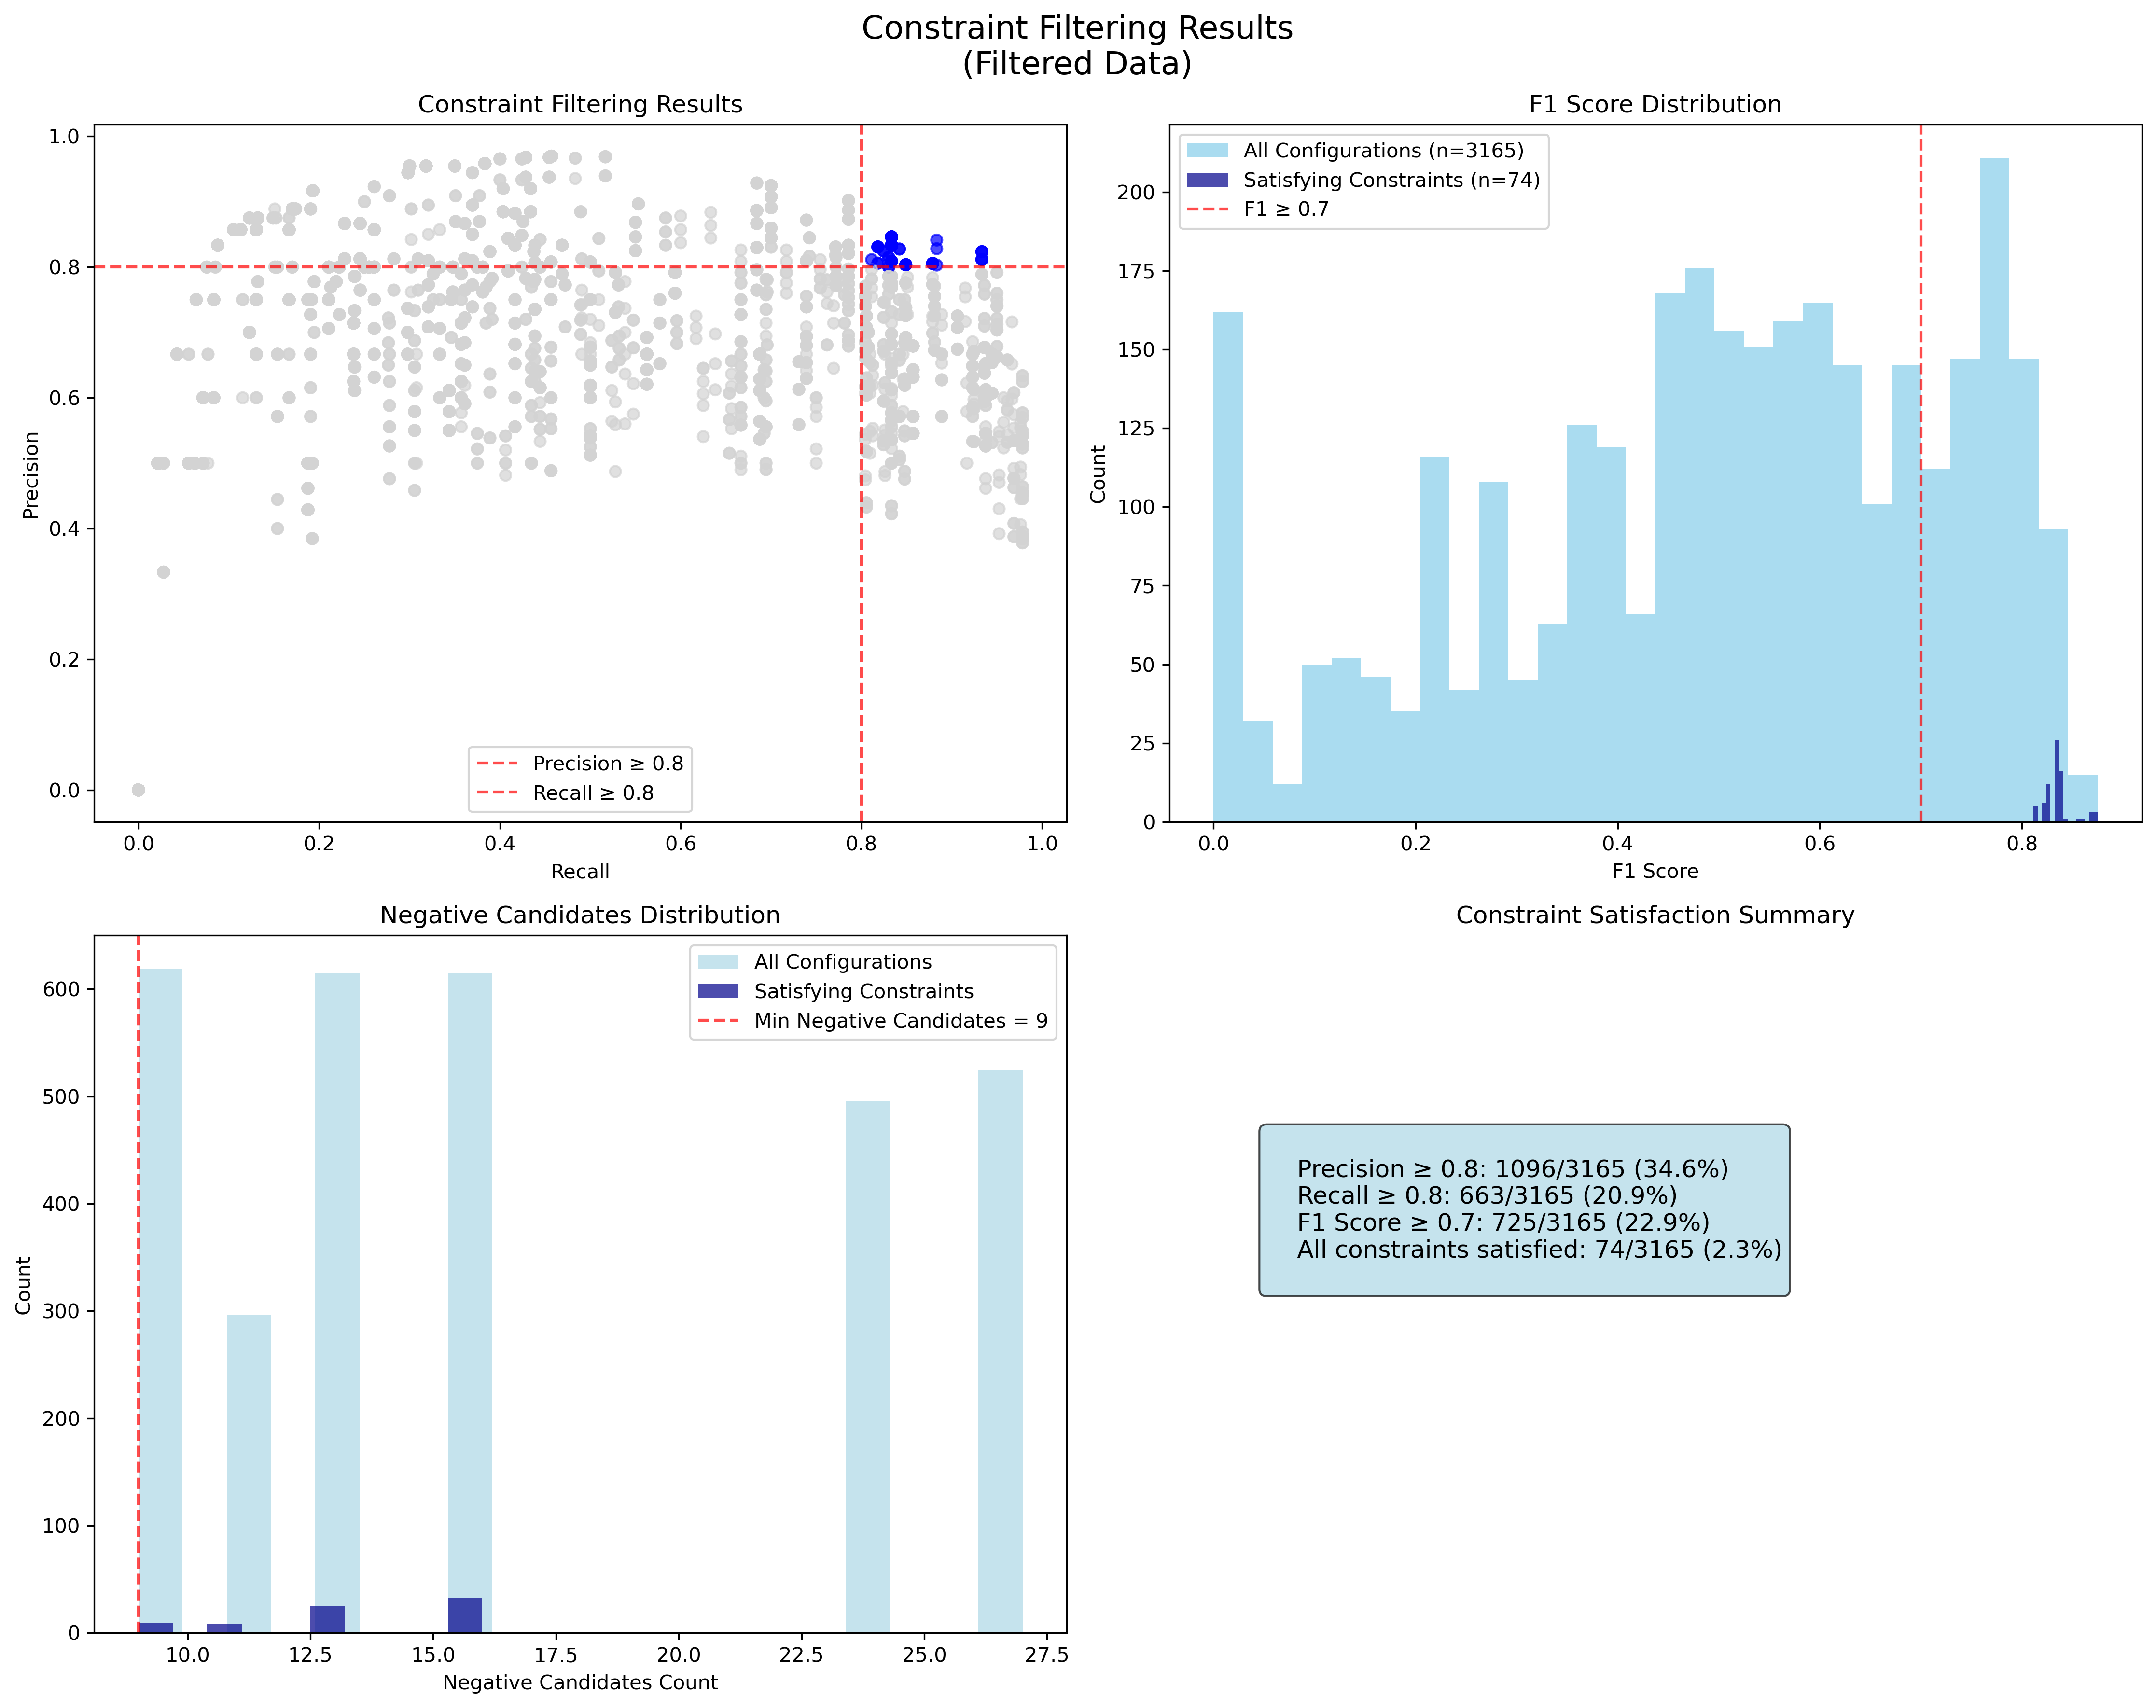 Constraint Filtering Results
(Filtered Data)
Constraint Filtering Results
1.0
0.8
0.6
0.4
0.2
0.0
Precision
Precision ≥ 0.8
Recall ≥ 0.8
0.0 0.2 0.4 0.6 0.8 1.0
Recall
F1 Score Distribution
All Configurations (n=3165)
Satisfying Constraints (n=74)
F1 ≥ 0.7
200
175
150
125
100
75
50
25
0
Count
0.0 0.2 0.4 0.6 0.8
F1 Score
Negative Candidates Distribution
All Configurations
Satisfying Constraints
Min Negative Candidates = 9
600
500
400
300
200
100
0
Count
10.0 12.5 15.0 17.5 20.0 22.5 25.0 27.5
Negative Candidates Count
Constraint Satisfaction Summary
Precision ≥ 0.8: 1096/3165 (34.6%)
Recall ≥ 0.8: 663/3165 (20.9%)
F1 Score ≥ 0.7: 725/3165 (22.9%)
All constraints satisfied: 74/3165 (2.3%)